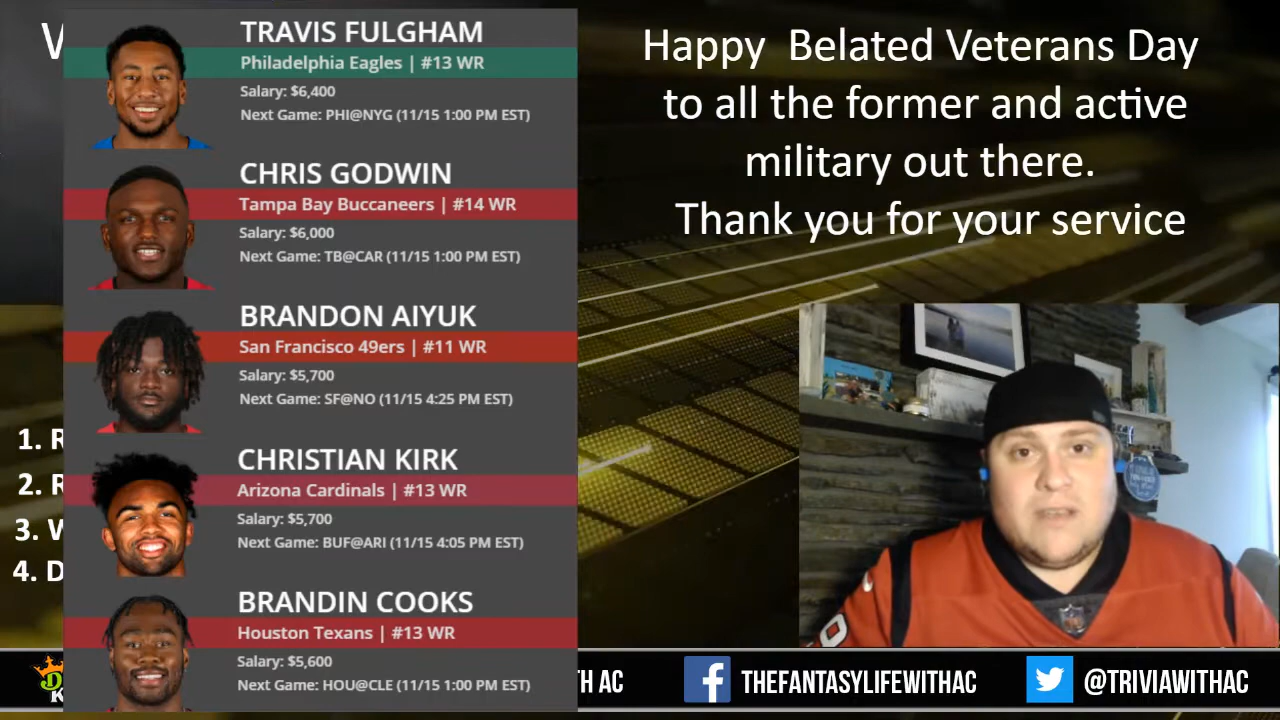 W
TRAVIS FULGHAM
Philadelphia Eagles | #13 WR
Salary: $6,400
Next Game: PHI@NYG (11/15 1:00 PM EST)
CHRIS GODWIN
Tampa Bay Buccaneers | #14 WR
Salary: $6,000
Next Game: TB@CAR (11/15 1:00 PM EST)
BRANDON AIYUK
San Francisco 49ers | #11 WR
Salary: $5,700
Next Game: SF@NO (11/15 4:25 PM EST)
CHRISTIAN KIRK
Arizona Cardinals | #13 WR
Salary: $5,700
Next Game: BUF@ARI (11/15 4:05 PM EST)
BRANDIN COOKS
Houston Texans | #13 WR
Salary: $5,600
Next Game: HOU@CLE (11/15 1:00 PM EST)
1. R
2. R
3. W
4. D
Happy Belated Veterans Day
to all the former and active
military out there.
Thank you for your service
TH AC
THEFANTASYLIFEWITHAC
@TRIVIAWITHAC